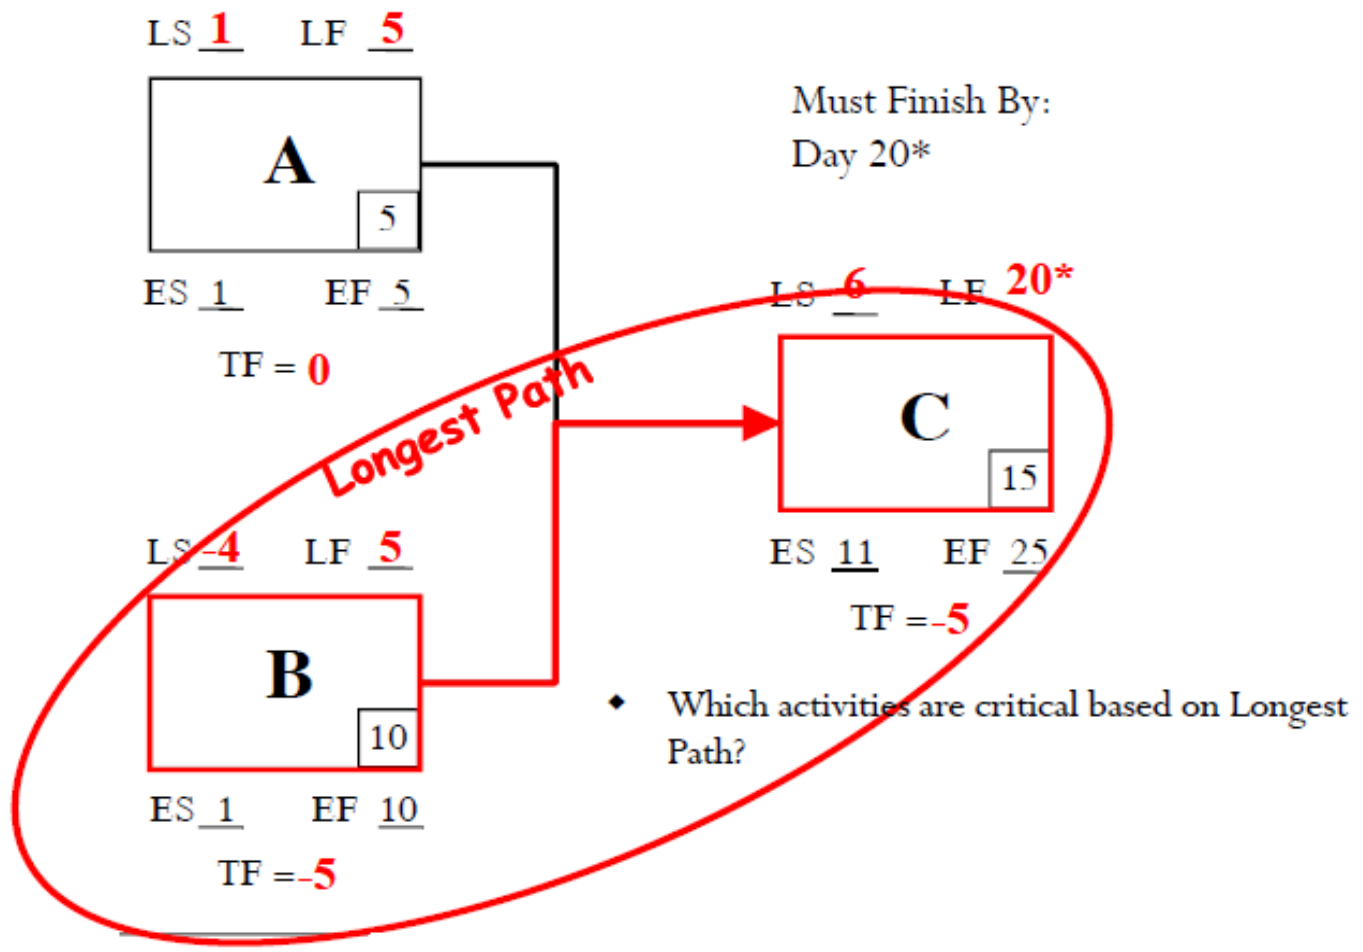 LS 1 LF 5
Must Finish By:
Day 20*
A
5
ES 1 EF 5
TF = 0
LS 6 LF 20*
Longest Path
C
15
LS -4 LF 5
ES 11 EF 25
TF =-5
B
10
◆ Which activities are critical based on Longest
Path?
ES 1 EF 10
TF =-5